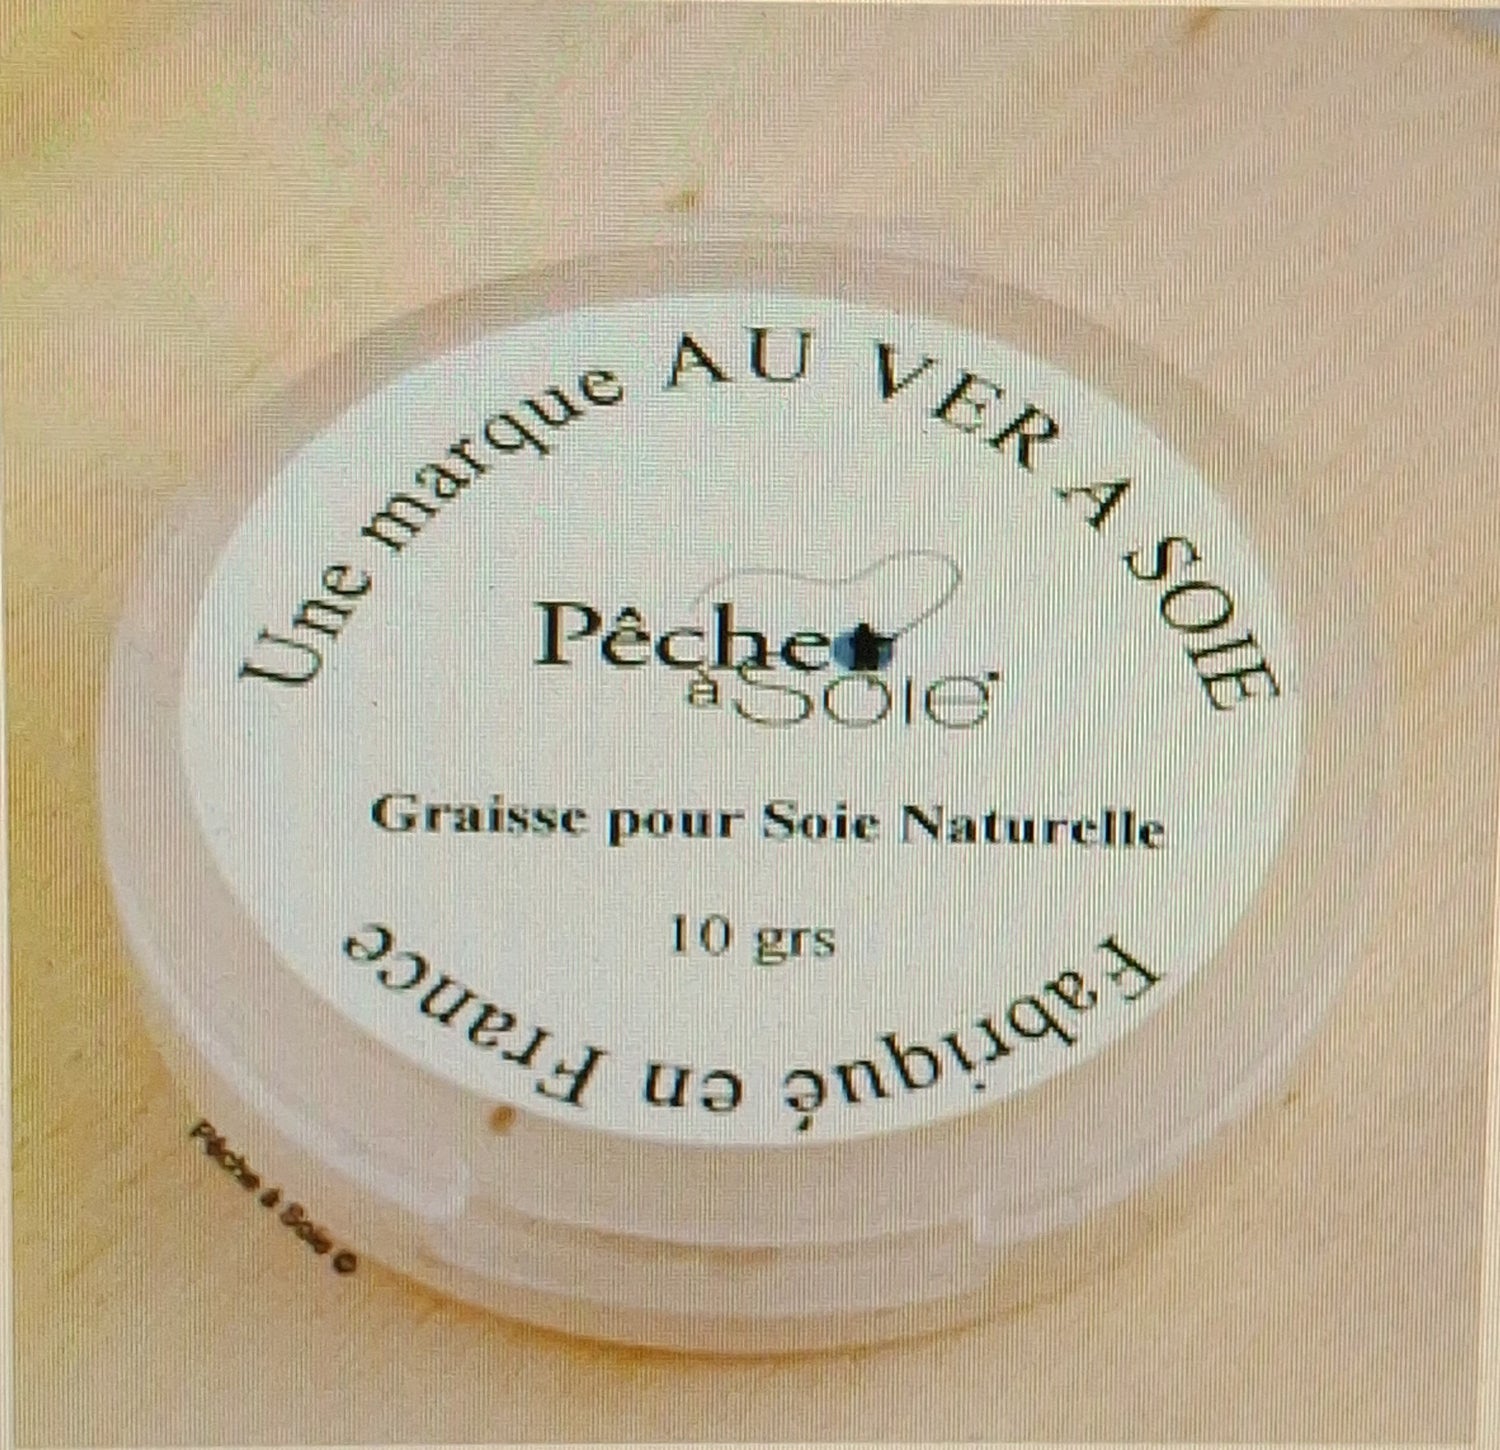 Une marque AU VER A SOIE
Pêche
à soie
Graisse pour Soie Naturelle
10 grs
Fabriqué en France
Pêche à Soie ©